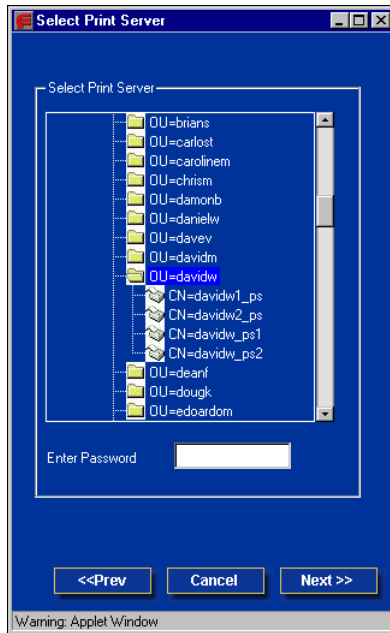 Select Print Server
Select Print Server
OU=brians
OU=carlost
OU=carolinem
OU=chrism
OU=damonb
OU=danielw
OU=davev
OU=davidm
OU=davidw
CN=davidw1_ps
CN=davidw2_ps
CN=davidw_ps1
CN=davidw_ps2
OU=deanf
OU=dougk
OU=edoardom
Enter Password
<<Prev Cancel Next >>
Warning: Applet Window